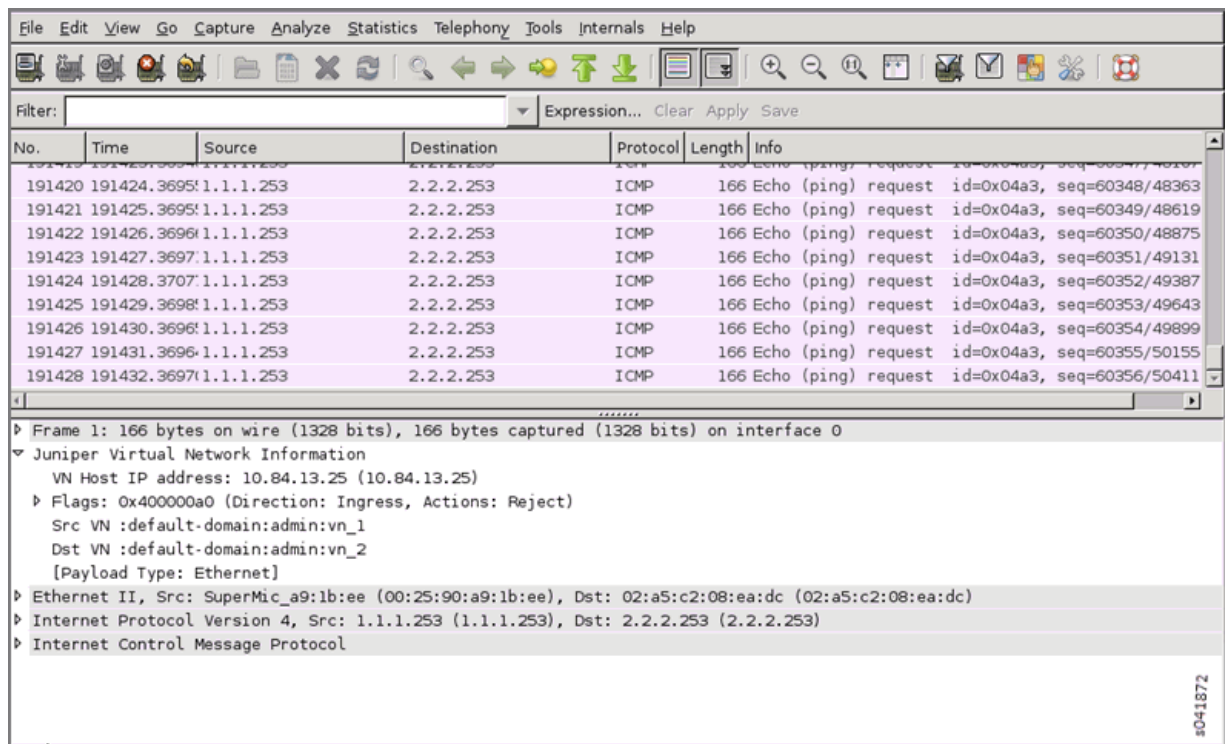 File Edit View Go Capture Analyze Statistics Telephony Tools Internals Help
Filter: Expression... Clear Apply Save
No. Time Source Destination Protocol Length Info
191420 191424.3695 1.1.1.253 2.2.2.253 ICMP 166 Echo (ping) request id=0x04a3, seq=60348/48363
191421 191425.3695 1.1.1.253 2.2.2.253 ICMP 166 Echo (ping) request id=0x04a3, seq=60349/48619
191422 191426.3696 1.1.1.253 2.2.2.253 ICMP 166 Echo (ping) request id=0x04a3, seq=60350/48875
191423 191427.3697 1.1.1.253 2.2.2.253 ICMP 166 Echo (ping) request id=0x04a3, seq=60351/49131
191424 191428.3707 1.1.1.253 2.2.2.253 ICMP 166 Echo (ping) request id=0x04a3, seq=60352/49387
191425 191429.3698 1.1.1.253 2.2.2.253 ICMP 166 Echo (ping) request id=0x04a3, seq=60353/49643
191426 191430.3696 1.1.1.253 2.2.2.253 ICMP 166 Echo (ping) request id=0x04a3, seq=60354/49899
191427 191431.3696 1.1.1.253 2.2.2.253 ICMP 166 Echo (ping) request id=0x04a3, seq=60355/50155
191428 191432.3697 1.1.1.253 2.2.2.253 ICMP 166 Echo (ping) request id=0x04a3, seq=60356/50411
Frame 1: 166 bytes on wire (1328 bits), 166 bytes captured (1328 bits) on interface 0
Juniper Virtual Network Information
VN Host IP address: 10.84.13.25 (10.84.13.25)
Flags: 0x400000a0 (Direction: Ingress, Actions: Reject)
Src VN :default-domain:admin:vn_1
Dst VN :default-domain:admin:vn_2
[Payload Type: Ethernet]
Ethernet II, Src: SuperMic_a9:1b:ee (00:25:90:a9:1b:ee), Dst: 02:a5:c2:08:ea:dc (02:a5:c2:08:ea:dc)
Internet Protocol Version 4, Src: 1.1.1.253 (1.1.1.253), Dst: 2.2.2.253 (2.2.2.253)
Internet Control Message Protocol
s041872